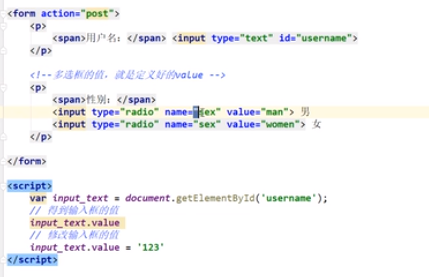 <form action="post">
<p>
<span>用户名：</span> <input type="text" id="username">
</p>
<!--多选框的值，就是定义好的value -->
<p>
<span>性别：</span>
<input type="radio" name="sex" value="man"> 男
<input type="radio" name="sex" value="women"> 女
</p>
</form>
<script>
var input_text = document.getElementById('username');
// 得到输入框的值
input_text.value
// 修改输入框的值
input_text.value = '123'
</script>